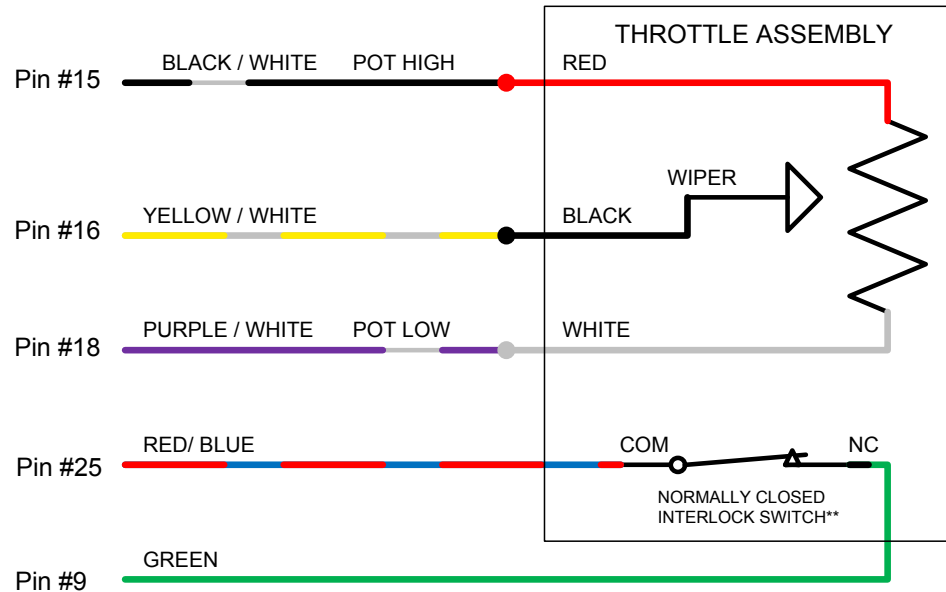 THROTTLE ASSEMBLY
Pin #15
BLACK / WHITE
POT HIGH
RED
WIPER
Pin #16
YELLOW / WHITE
BLACK
Pin #18
PURPLE / WHITE
POT LOW
WHITE
Pin #25
RED/ BLUE
COM
NC
NORMALLY CLOSED
INTERLOCK SWITCH**
Pin #9
GREEN